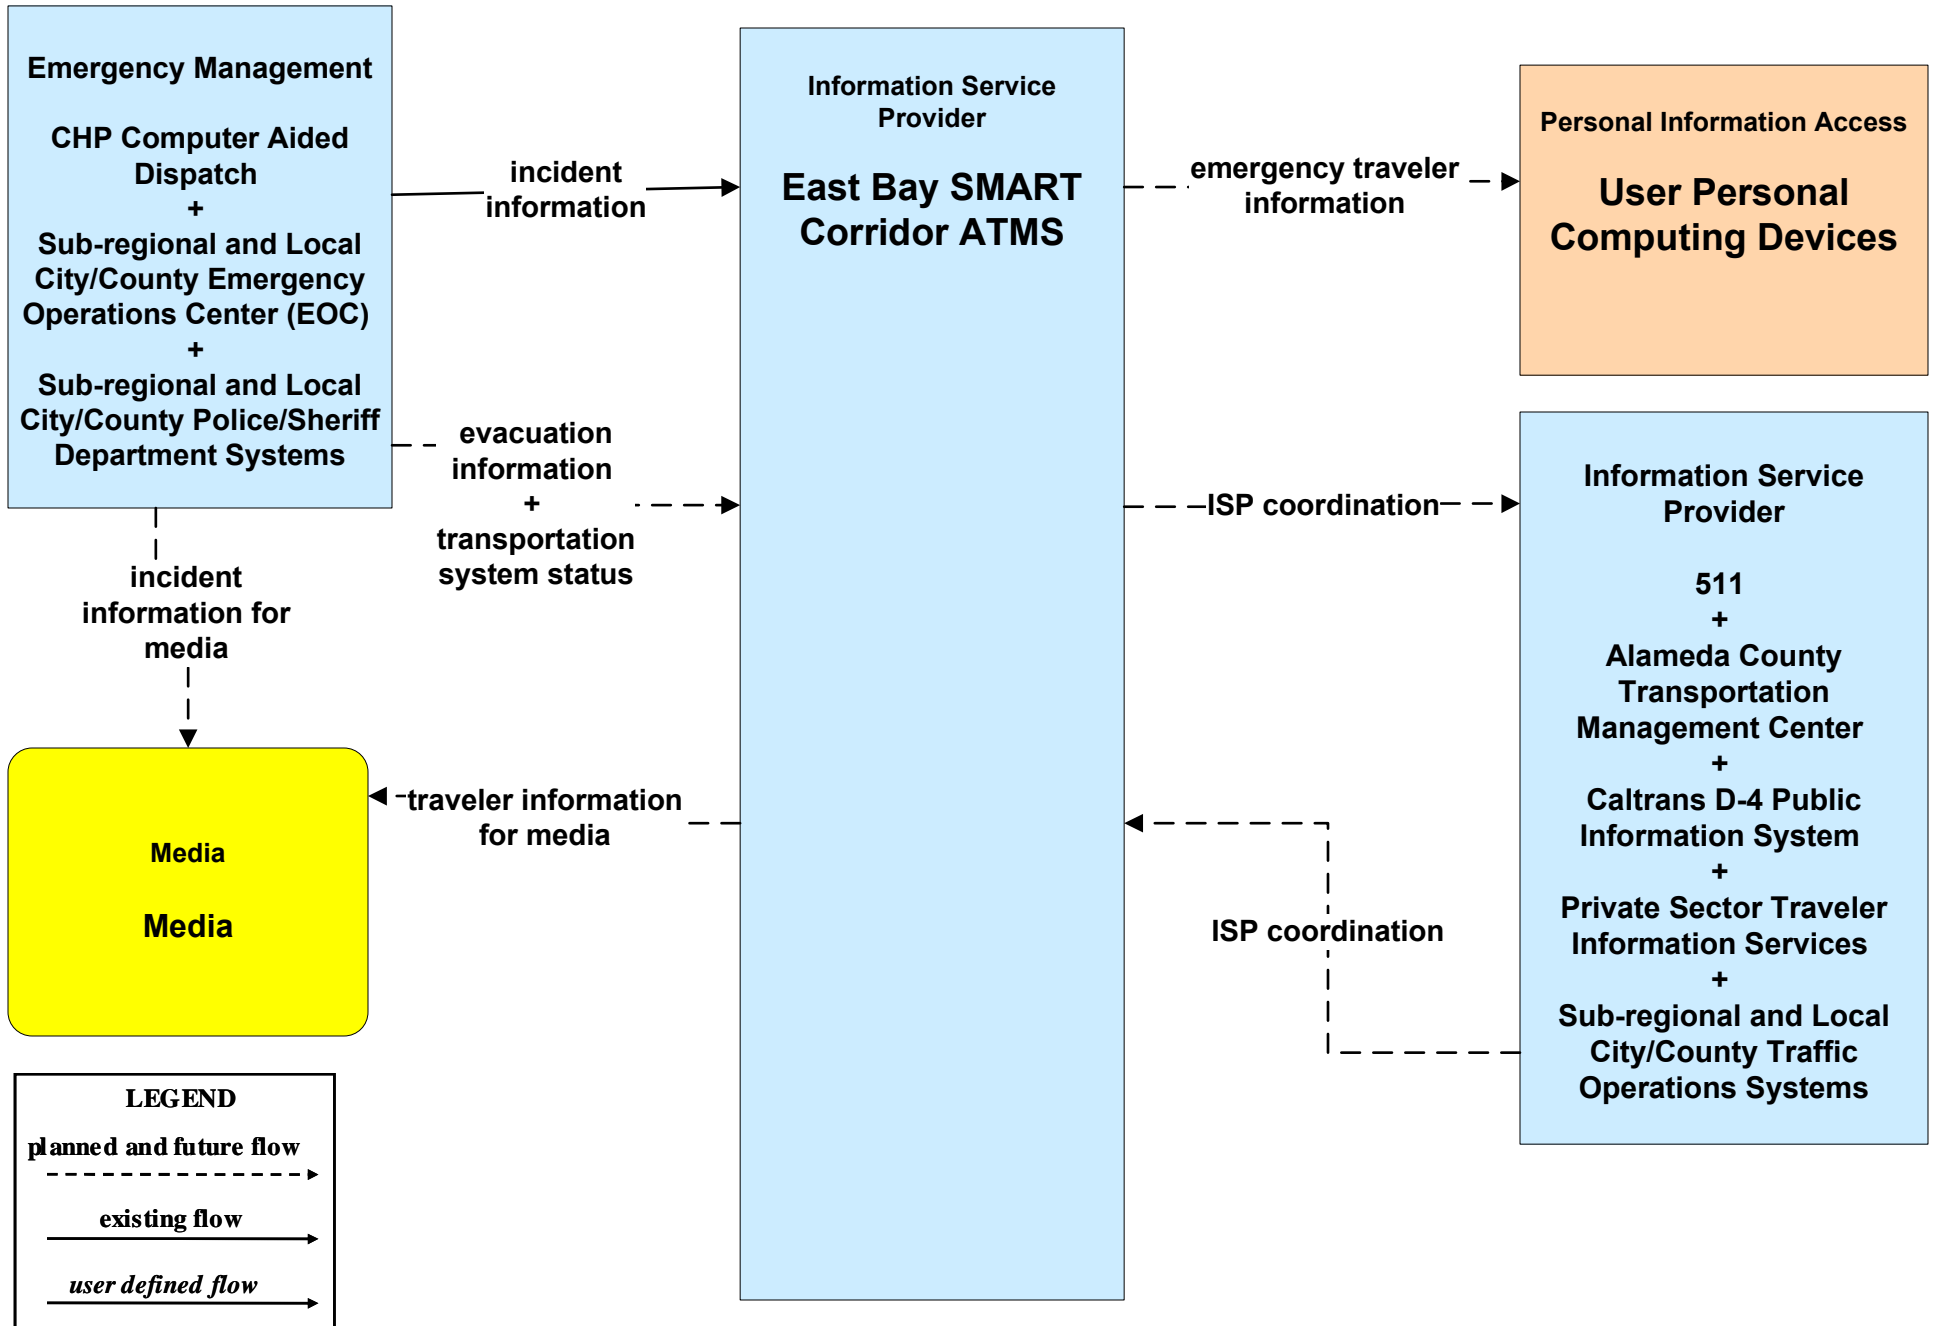 Emergency Management
CHP Computer Aided
Dispatch
+
Sub-regional and Local
City/County Emergency
Operations Center (EOC)
+
Sub-regional and Local
City/County Police/Sheriff
Department Systems
incident
information
evacuation
information
+
transportation
system status
incident
information for
media
Media
Media
traveler information
for media
Information Service
Provider
East Bay SMART
Corridor ATMS
emergency traveler
information
Personal Information Access
User Personal
Computing Devices
ISP coordination
ISP coordination
Information Service
Provider
511
+
Alameda County
Transportation
Management Center
+
Caltrans D-4 Public
Information System
+
Private Sector Traveler
Information Services
+
Sub-regional and Local
City/County Traffic
Operations Systems
LEGEND
planned and future flow
existing flow
user defined flow